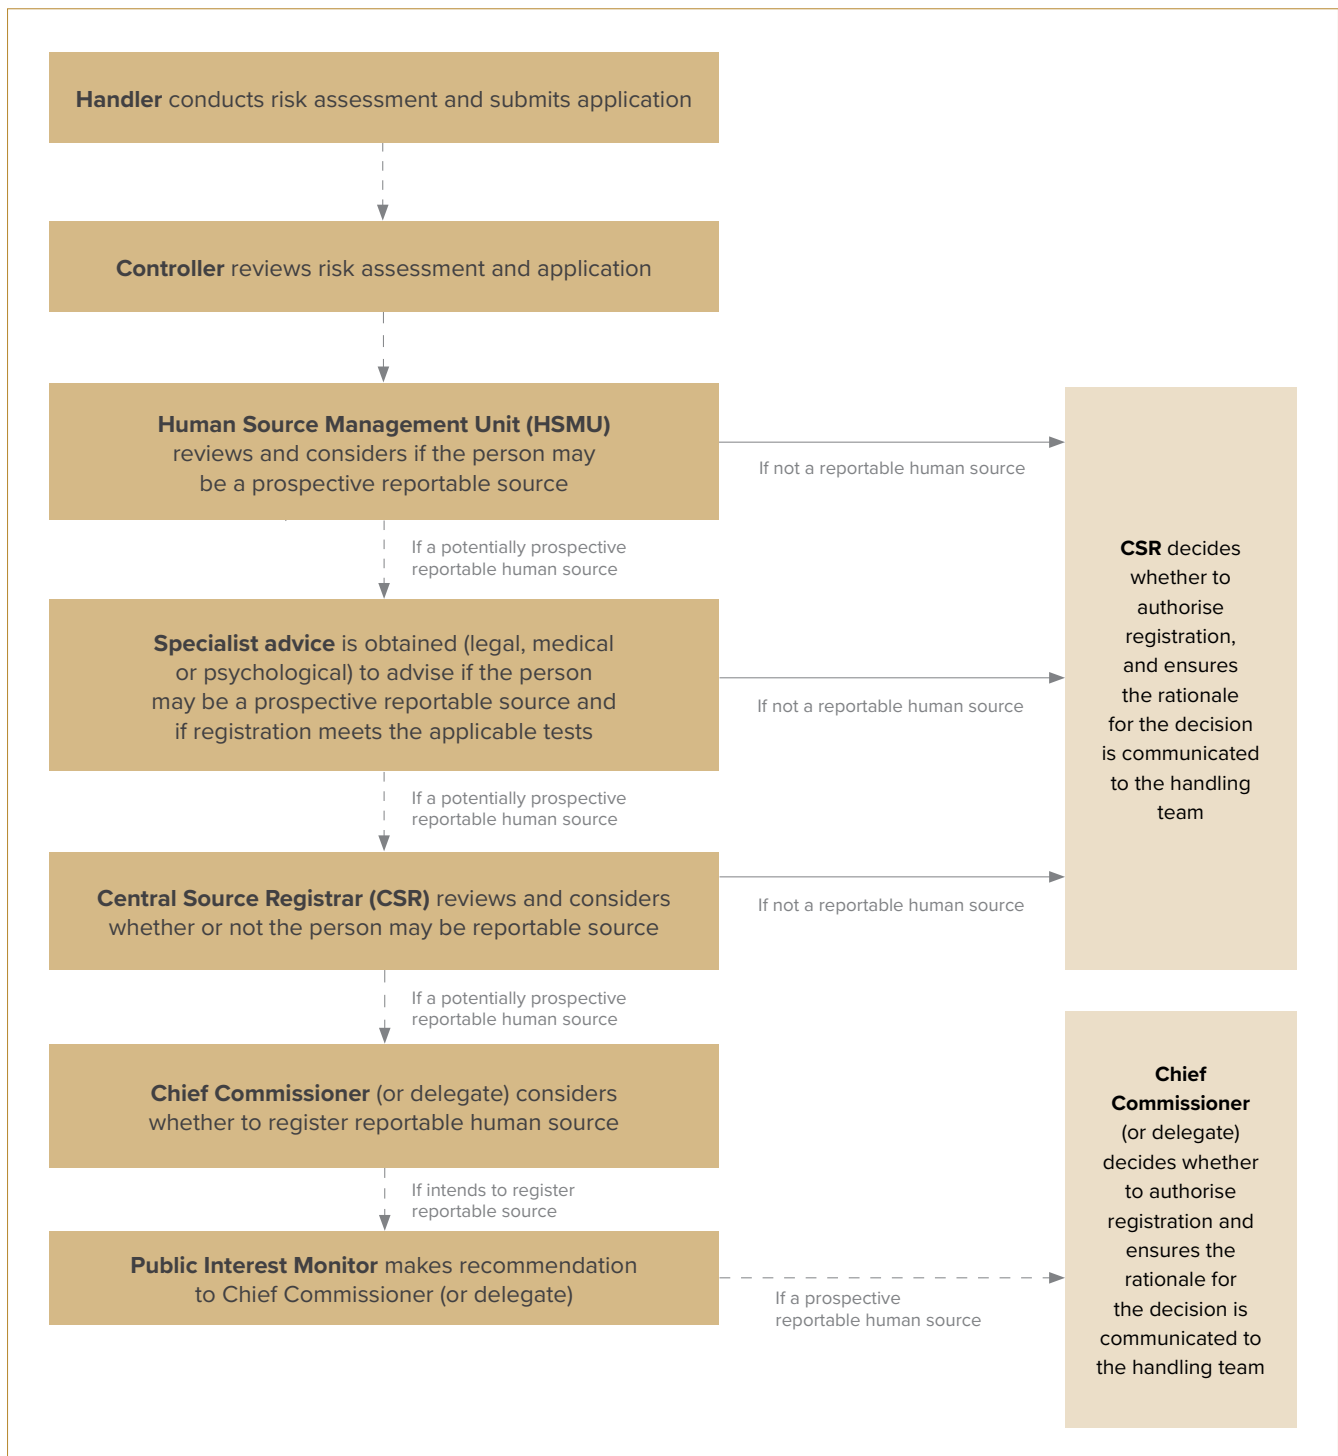 Handler conducts risk assessment and submits application
Controller reviews risk assessment and application
Human Source Management Unit (HSMU)
reviews and considers if the person may
be a prospective reportable source
If not a reportable human source
If a potentially prospective
reportable human source
Specialist advice is obtained (legal, medical
or psychological) to advise if the person
may be a prospective reportable source and
if registration meets the applicable tests
If not a reportable human source
If a potentially prospective
reportable human source
Central Source Registrar (CSR) reviews and considers
whether or not the person may be reportable source
If not a reportable human source
CSR decides
whether to
authorise
registration,
and ensures
the rationale
for the decision
is communicated
to the handling
team
If a potentially prospective
reportable human source
Chief Commissioner (or delegate) considers
whether to register reportable human source
If intends to register
reportable source
Public Interest Monitor makes recommendation
to Chief Commissioner (or delegate)
If a prospective
reportable human source
Chief
Commissioner
(or delegate)
decides whether
to authorise
registration and
ensures the
rationale for
the decision is
communicated to
the handling team